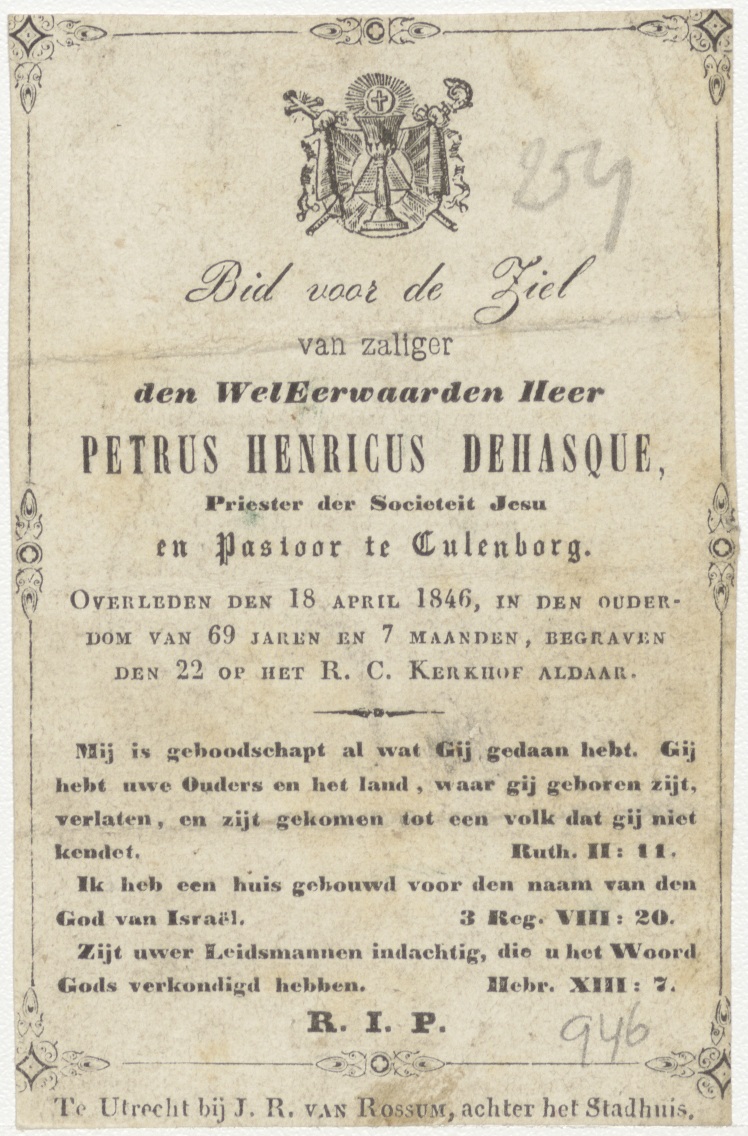 254
Bid voor de Ziel
van zaliger
den WelEerwaarden Heer
PETRUS HENRICUS DEHASQUE,
Priester der Societeit Jesu
en Pastoor te Culenborg.
OVERLEDEN DEN 18 APRIL 1846, IN DEN OUDER-
DOM VAN 69 JAREN EN 7 MAANDEN, BEGRAVEN
DEN 22 OP HET R. C. KERKHOF ALDAAR.
Mij is geboodschapt al wat Gij gedaan hebt. Gij
hebt uwe Ouders en het land, waar gij geboren zijt,
verlaten, en zijt gekomen tot een volk dat gij niet
kendet. Ruth. II: 11.
Ik heb een huis gebouwd voor den naam van den
God van Israël. 3 Reg. VIII: 20.
Zijt uwer Leidsmannen indachtig, die u het Woord
Gods verkondigd hebben. Hebr. XIII: 7.
R. I. P.
946
Te Utrecht bij J. R. VAN ROSSUM, achter het Stadhuis.